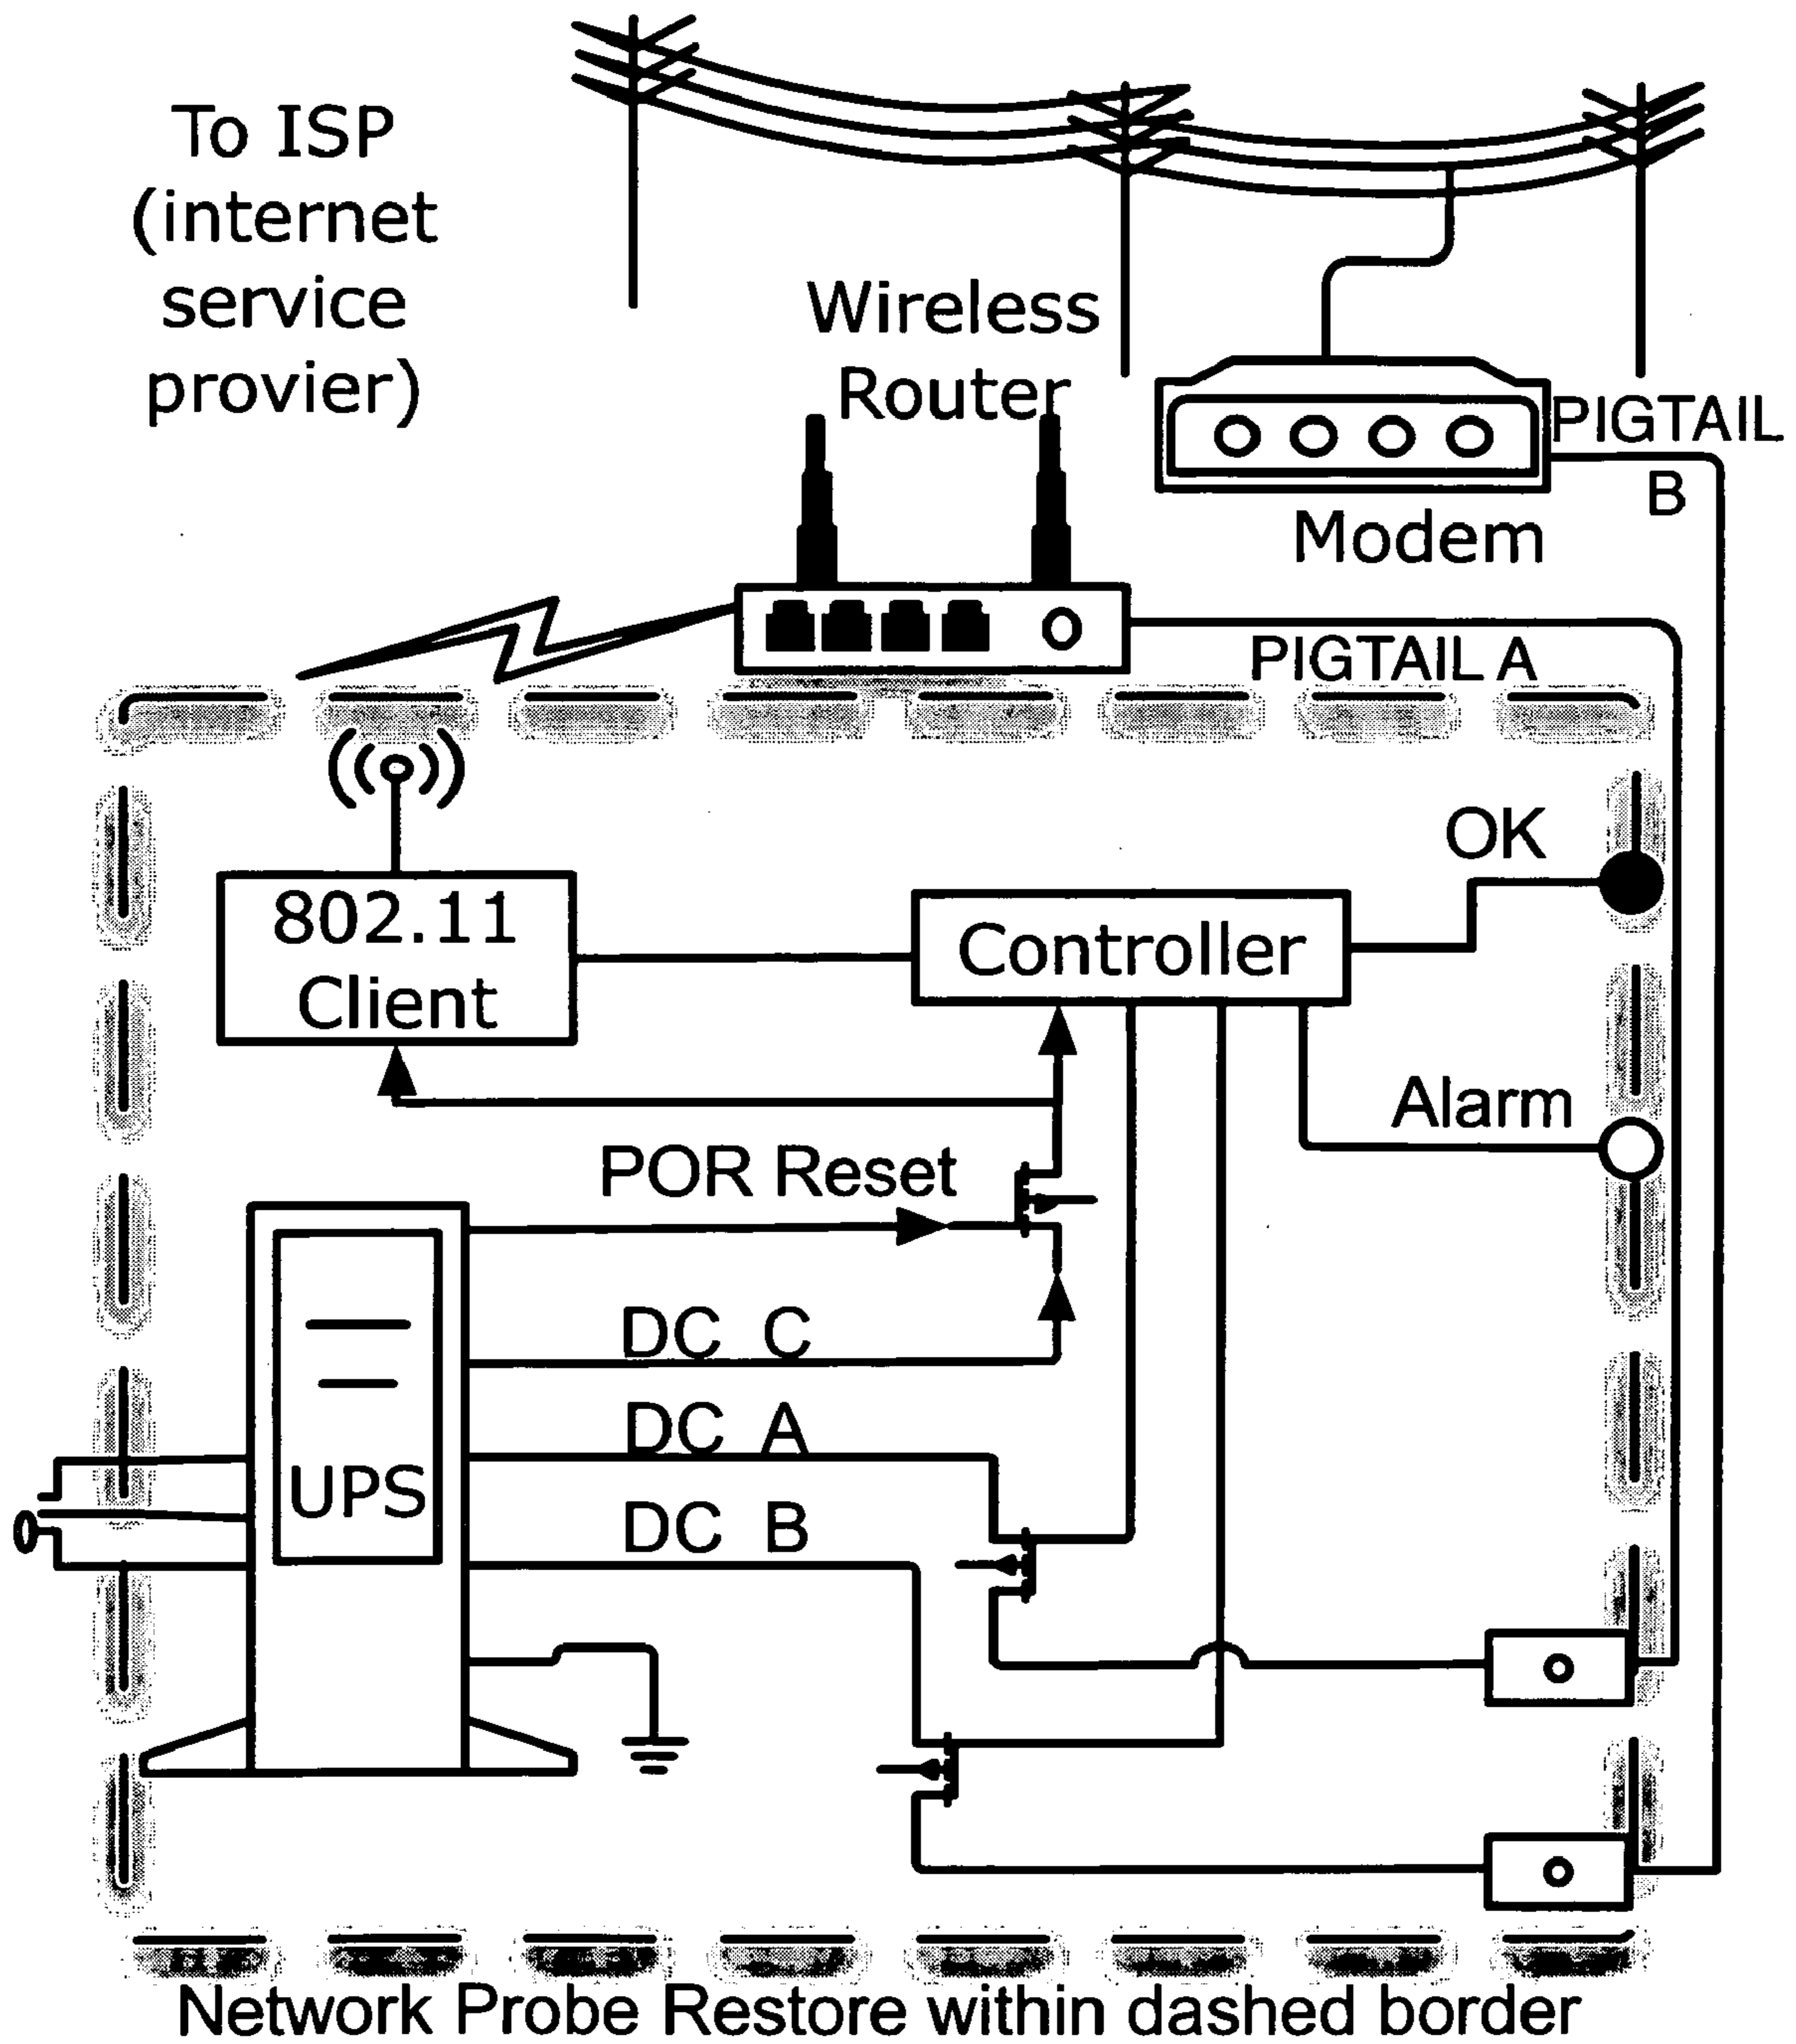 To ISP
(internet
service
provier)
Wireless
Router
PIGTAIL
B
Modem
PIGTAIL A
OK
802.11
Client
Controller
Alarm
POR Reset
DC C
DC A
UPS
DC B
Network Probe Restore within dashed border